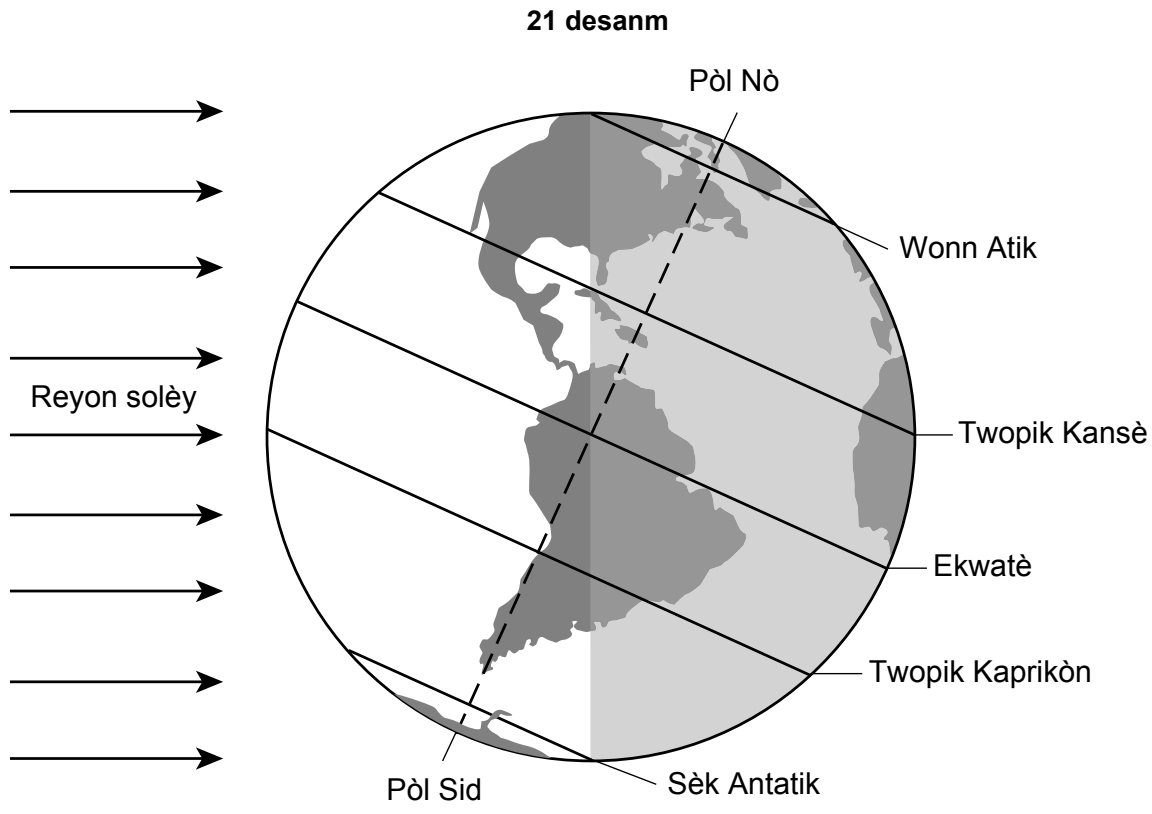 21 desanm
Pòl Nò
Wonn Atik
Reyon solèy
Twopik Kansè
Ekwatè
Twopik Kaprikòn
Sèk Antatik
Pòl Sid